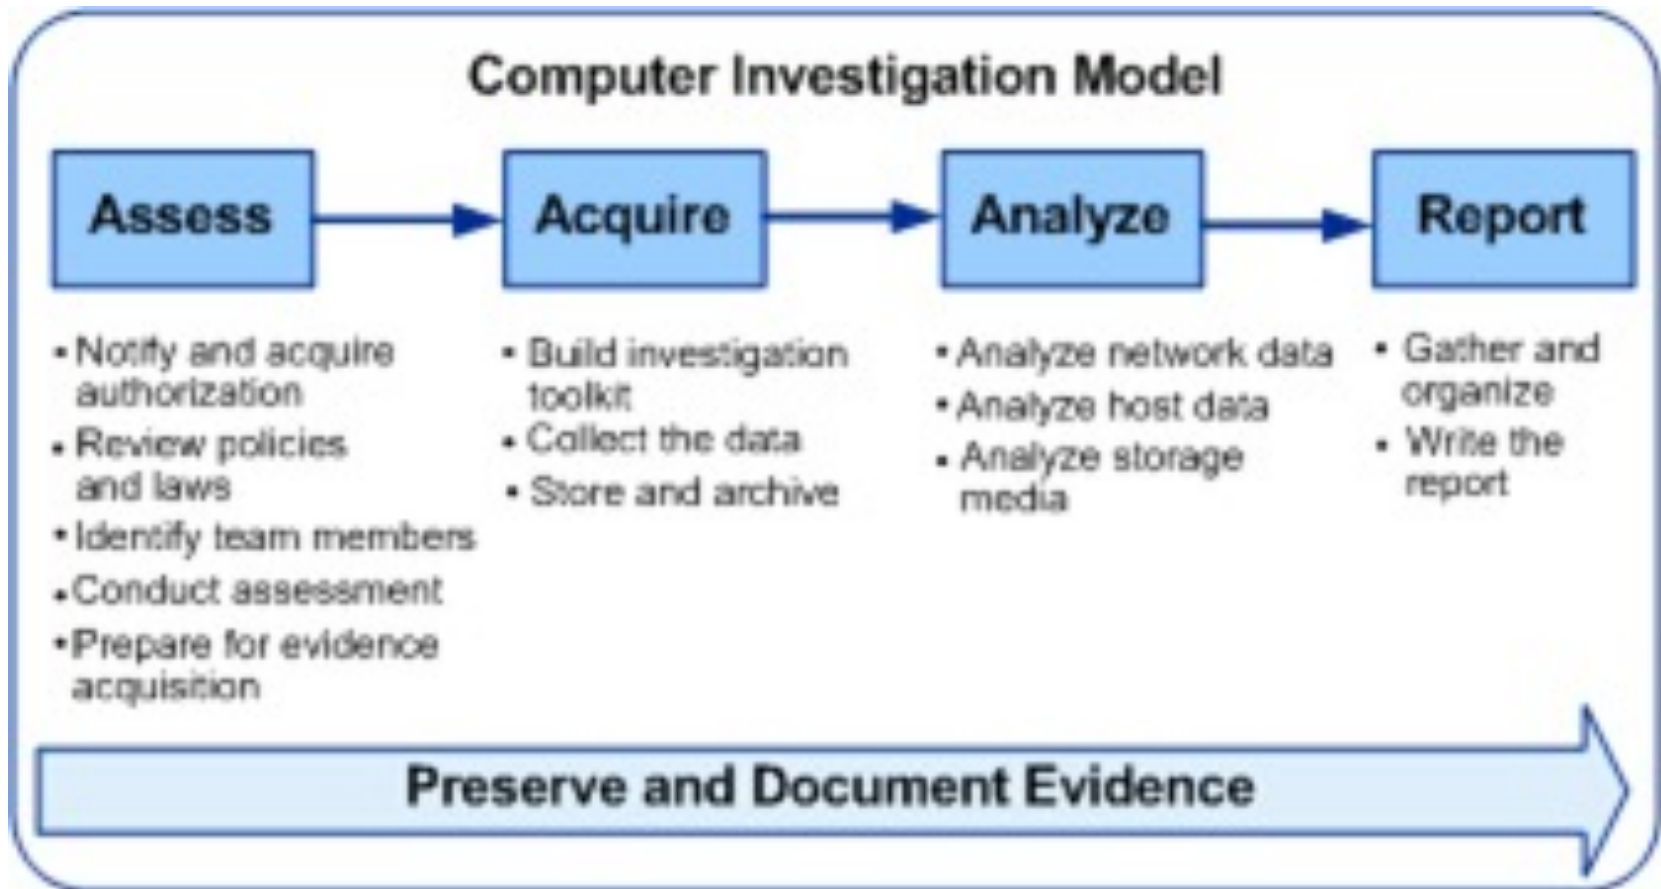 Computer Investigation Model
Assess
Acquire
Analyze
Report
• Notify and acquire
authorization
• Review policies
and laws
• Identify team members
• Conduct assessment
• Prepare for evidence
acquisition
• Build investigation
toolkit
• Collect the data
• Store and archive
• Analyze network data
• Analyze host data
• Analyze storage
media
• Gather and
organize
• Write the
report
Preserve and Document Evidence